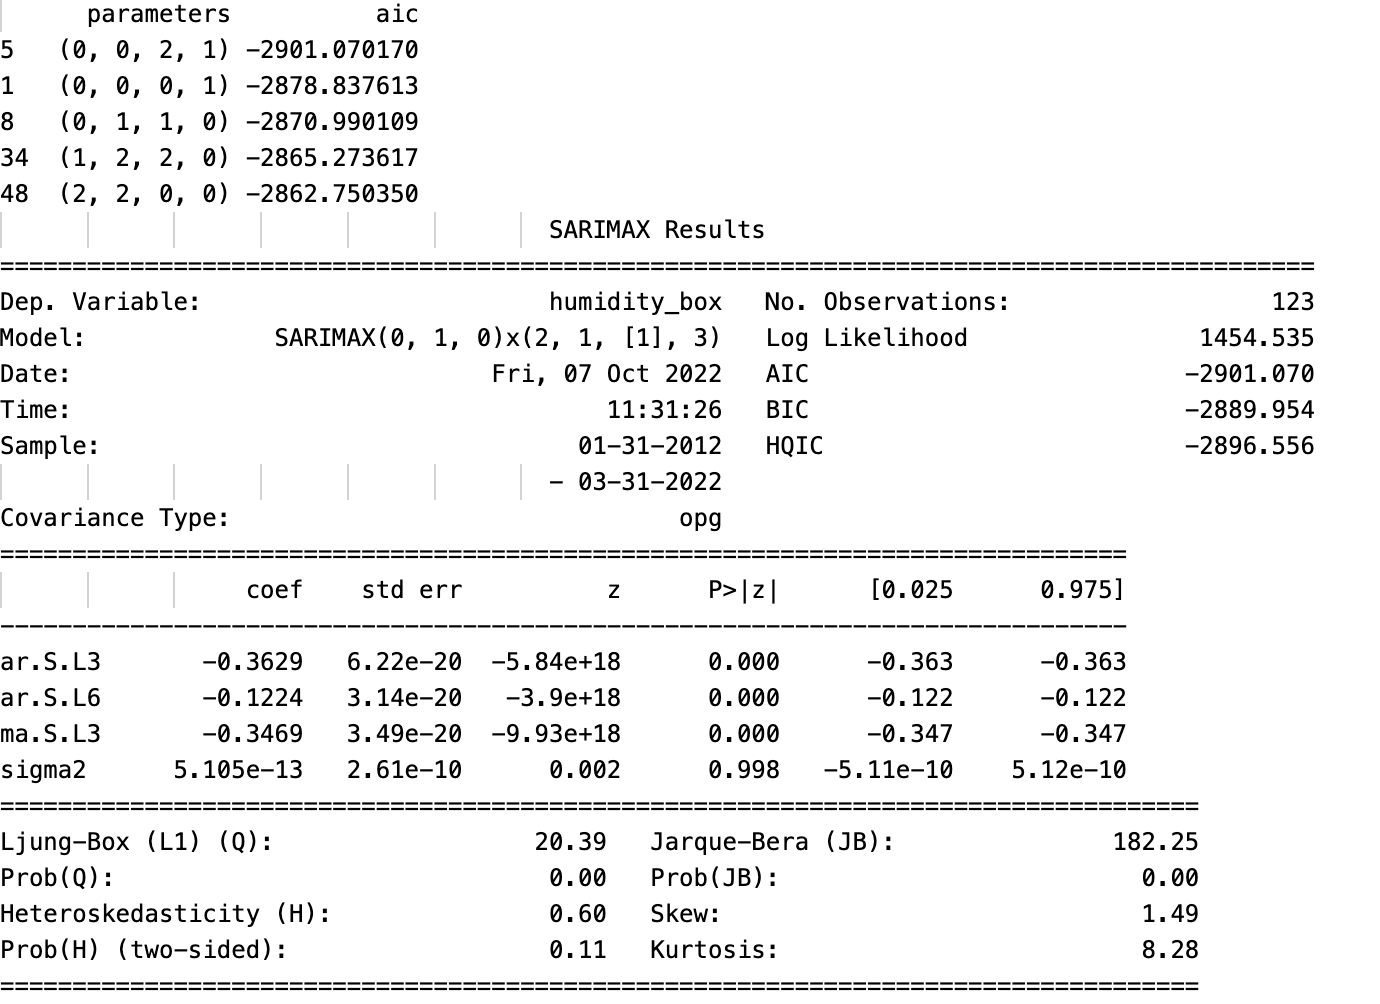 parameters aic
5 (0, 0, 2, 1) −2901.070170
1 (0, 0, 0, 1) −2878.837613
8 (0, 1, 1, 0) −2870.990109
34 (1, 2, 2, 0) −2865.273617
48 (2, 2, 0, 0) −2862.750350
SARIMAX Results
==========================================================================================
Dep. Variable: humidity_box No. Observations: 123
Model: SARIMAX(0, 1, 0)x(2, 1, [1], 3) Log Likelihood 1454.535
Date: Fri, 07 Oct 2022 AIC −2901.070
Time: 11:31:26 BIC −2889.954
Sample: 01−31−2012 HQIC −2896.556
− 03−31−2022
Covariance Type: opg
==============================================================================
coef std err z P>|z| [0.025 0.975]
------------------------------------------------------------------------------
ar.S.L3 −0.3629 6.22e−20 −5.84e+18 0.000 −0.363 −0.363
ar.S.L6 −0.1224 3.14e−20 −3.9e+18 0.000 −0.122 −0.122
ma.S.L3 −0.3469 3.49e−20 −9.93e+18 0.000 −0.347 −0.347
sigma2 5.105e−13 2.61e−10 0.002 0.998 −5.11e−10 5.12e−10
===================================================================================
Ljung−Box (L1) (Q): 20.39 Jarque−Bera (JB): 182.25
Prob(Q): 0.00 Prob(JB): 0.00
Heteroskedasticity (H): 0.60 Skew: 1.49
Prob(H) (two−sided): 0.11 Kurtosis: 8.28
===================================================================================